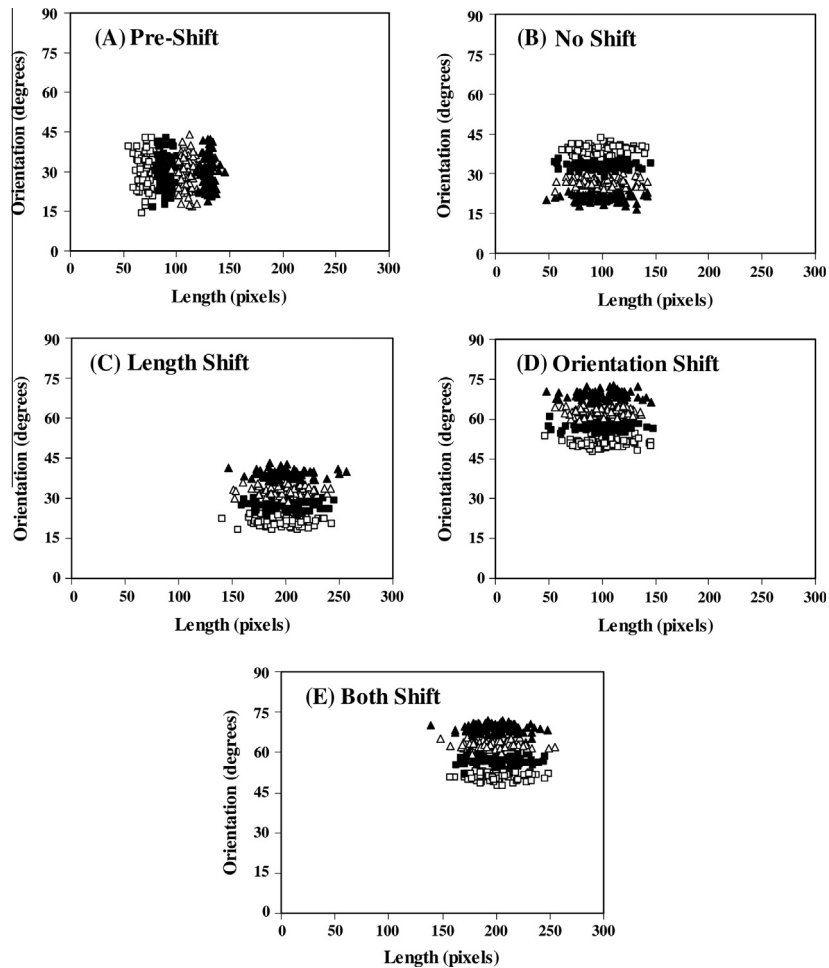 (A) Pre-Shift
Orientation (degrees)
90
75
60
45
30
15
0
0 50 100 150 200 250 300
Length (pixels)
(B) No Shift
Orientation (degrees)
90
75
60
45
30
15
0
0 50 100 150 200 250 300
Length (pixels)
(C) Length Shift
Orientation (degrees)
90
75
60
45
30
15
0
0 50 100 150 200 250 300
Length (pixels)
(D) Orientation Shift
Orientation (degrees)
90
75
60
45
30
15
0
0 50 100 150 200 250 300
Length (pixels)
(E) Both Shift
Orientation (degrees)
90
75
60
45
30
15
0
0 50 100 150 200 250 300
Length (pixels)